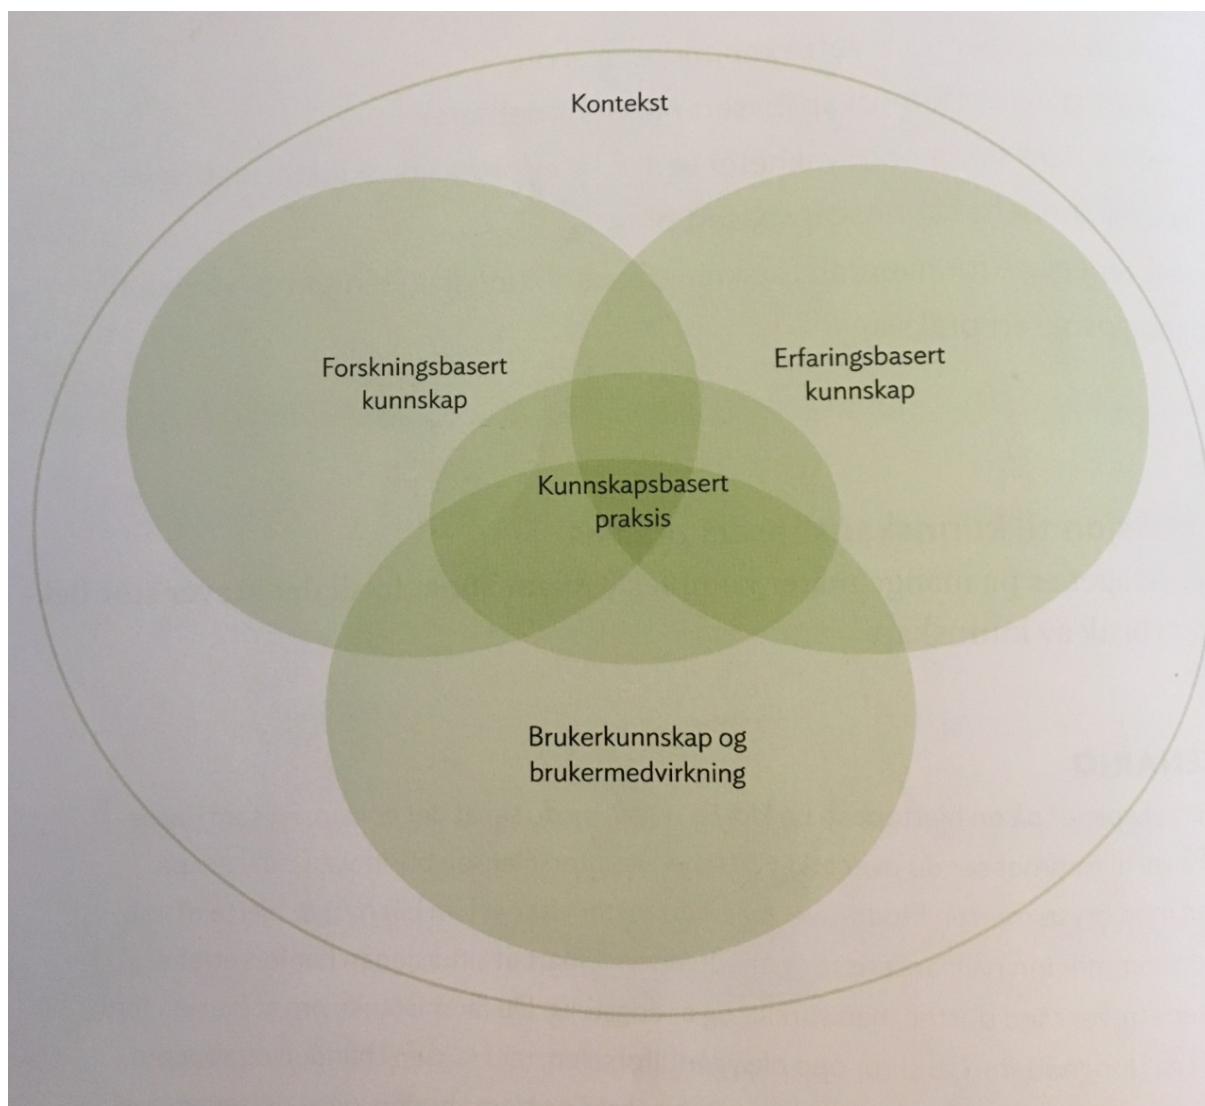 Kontekst
Forskningsbasert
kunnskap
Erfaringsbasert
kunnskap
Kunnskapsbasert
praksis
Brukerkunnskap og
brukermedvirkning